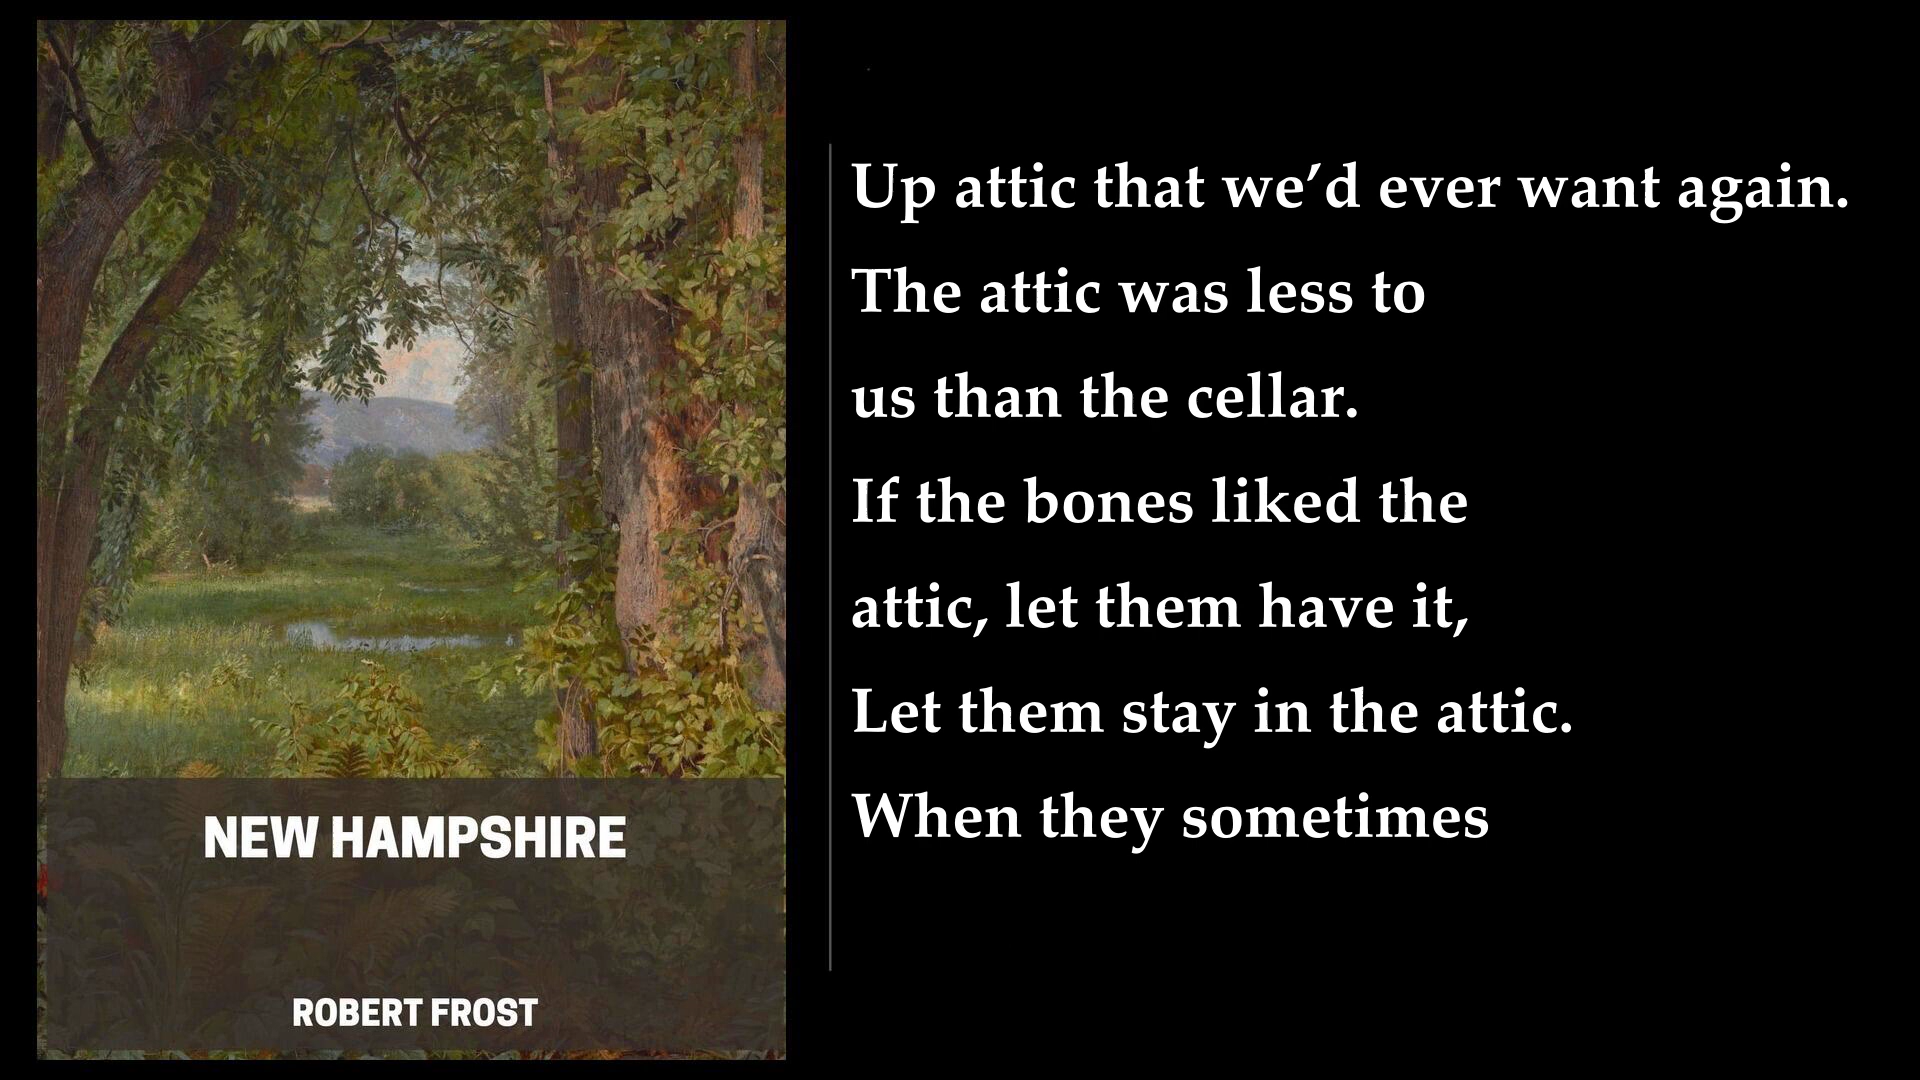 NEW HAMPSHIRE
ROBERT FROST
Up attic that we’d ever want again.
The attic was less to
us than the cellar.
If the bones liked the
attic, let them have it,
Let them stay in the attic.
When they sometimes